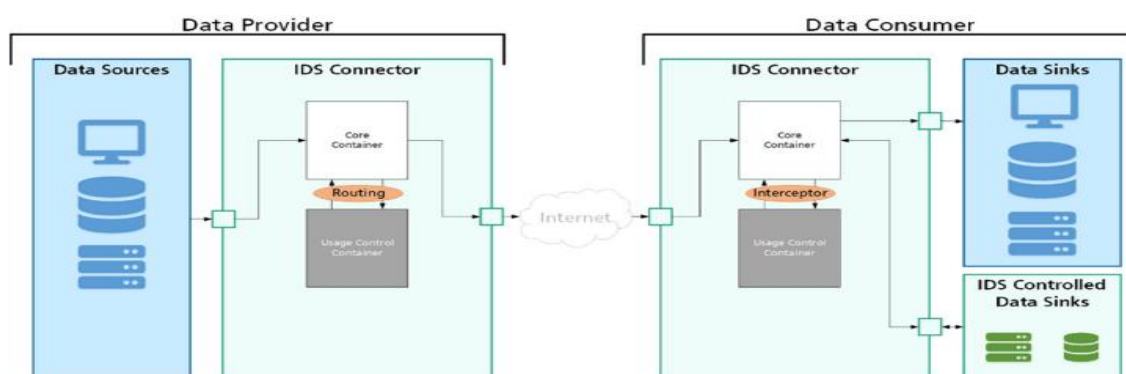 Data Provider
Data Consumer
Data Sources
IDS Connector
Core
Container
Routing
Usage Control
Container
Internet
IDS Connector
Core
Container
Interceptor
Usage Control
Container
Data Sinks
IDS Controlled
Data Sinks